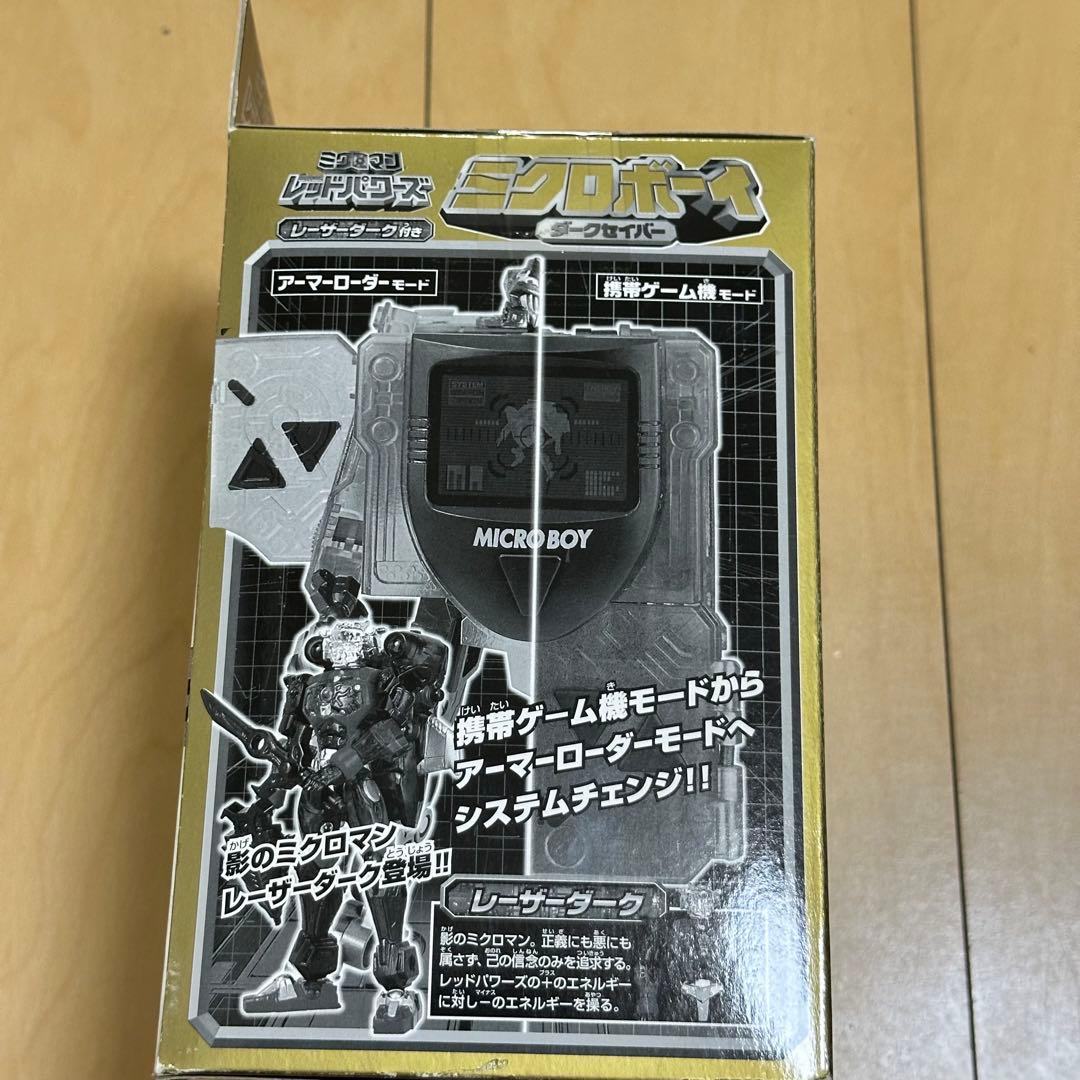 ミクロマン
レッドパワーズ
レーザーダーク付き
ミクロボーイ
ダークセイバー
アーマーローダーモード
携帯ゲーム機モード
SYSTEM
MICRO BOY
携帯ゲーム機モードから
アーマーローダーモードへ
システムチェンジ!!
影のミクロマン
レーザーダーク登場!!
レーザーダーク
影のミクロマン。正義にも悪にも
属さず、己の信念のみを追求する。
レッドパワーズの+のエネルギー
に対し-のエネルギーを操る。